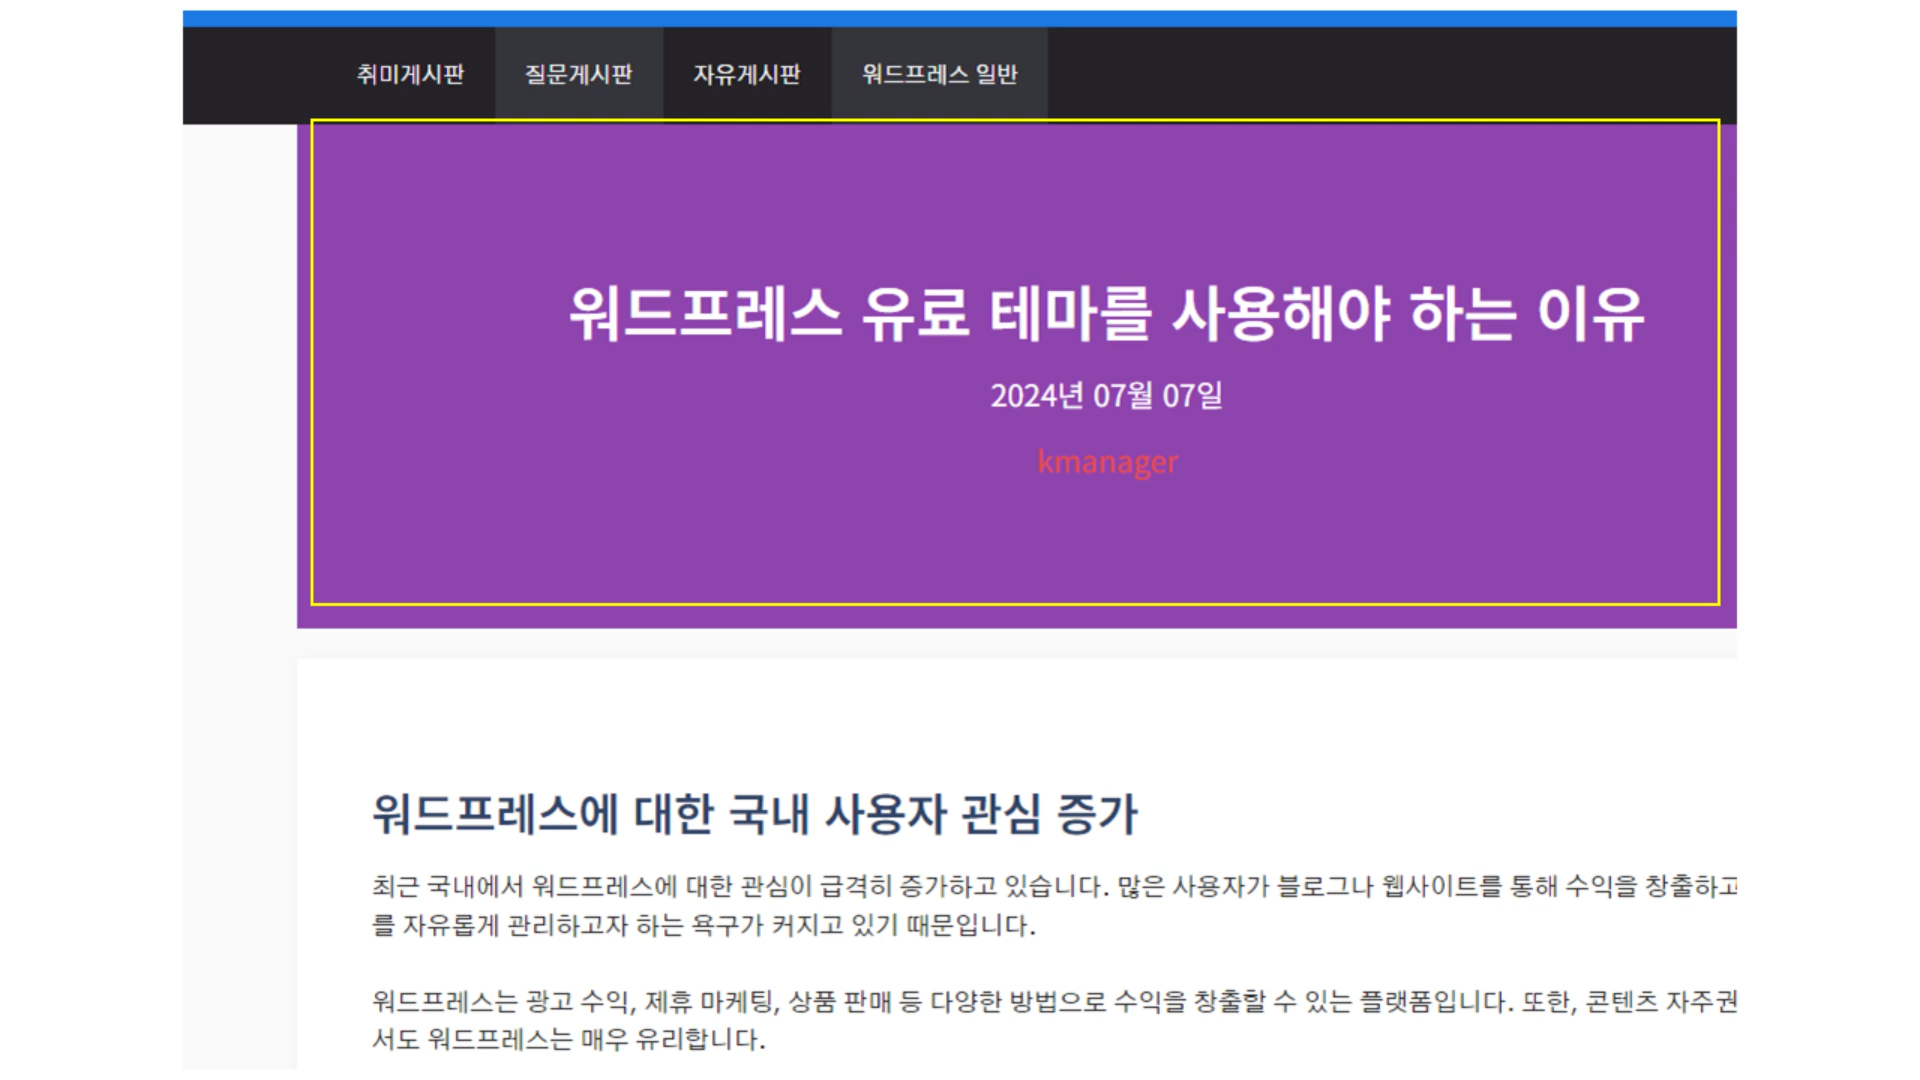 취미게시판 질문게시판 자유게시판 워드프레스 일반
워드프레스 유료 테마를 사용해야 하는 이유
2024년 07월 07일
kmanager
워드프레스에 대한 국내 사용자 관심 증가
최근 국내에서 워드프레스에 대한 관심이 급격히 증가하고 있습니다. 많은 사용자가 블로그나 웹사이트를 통해 수익을 창출하고
를 자유롭게 관리하고자 하는 욕구가 커지고 있기 때문입니다.
워드프레스는 광고 수익, 제휴 마케팅, 상품 판매 등 다양한 방법으로 수익을 창출할 수 있는 플랫폼입니다. 또한, 콘텐츠 자주권
서도 워드프레스는 매우 유리합니다.